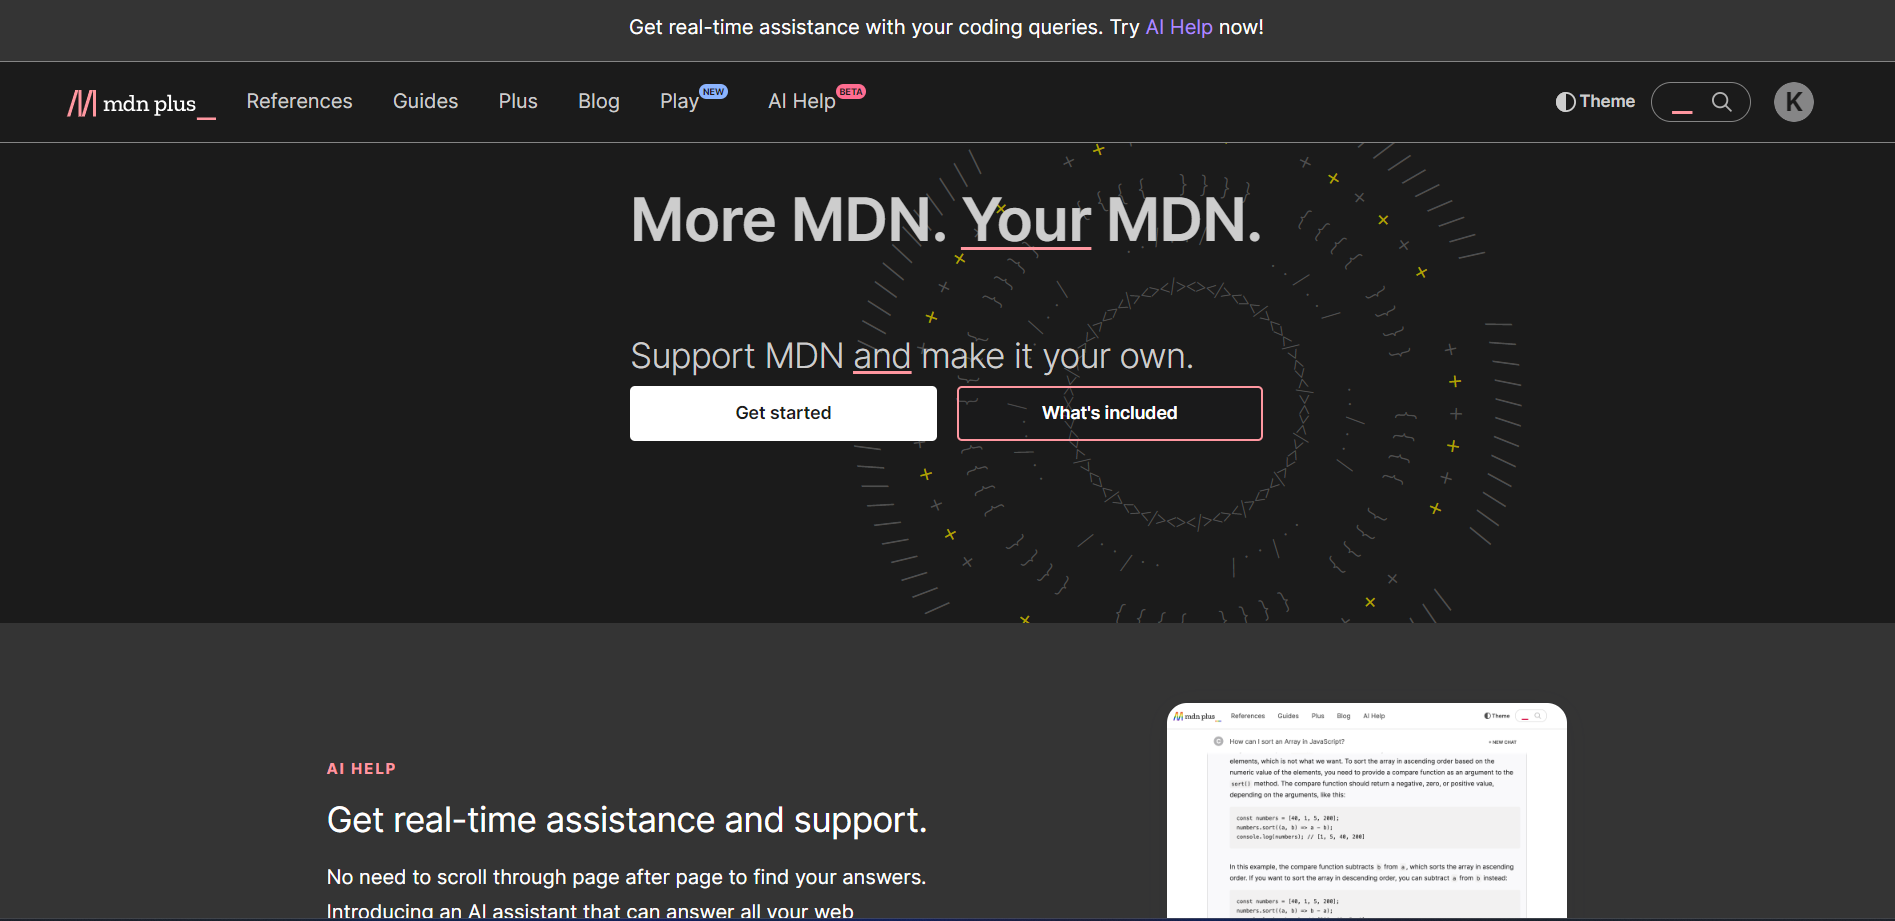 Get real-time assistance with your coding queries. Try AI Help now!
mdn plus_
References
Guides
Plus
Blog
Play NEW
AI Help BETA
Theme
K
More MDN. Your MDN.
Support MDN and make it your own.
Get started
What's included
AI HELP
Get real-time assistance and support.
No need to scroll through page after page to find your answers.
Introducing an AI assistant that can answer all your web
mdn plus_
References
Guides
Plus
Blog
AI Help
Theme
C
How can I sort an Array in JavaScript?
+ NEW CHAT
elements, which is not what we want. To sort the array in ascending order based on the
numeric value of the elements, you need to provide a compare function as an argument to the
sort() method. The compare function should return a negative, zero, or positive value,
depending on the arguments, like this:
const numbers = [40, 1, 5, 200];
numbers.sort((a, b) => a - b);
console.log(numbers); // [1, 5, 40, 200]
In this example, the compare function subtracts b from a, which sorts the array in ascending
order. If you want to sort the array in descending order, you can subtract a from b instead:
const numbers = [40, 1, 5, 200];
numbers.sort((a, b) => b - a);